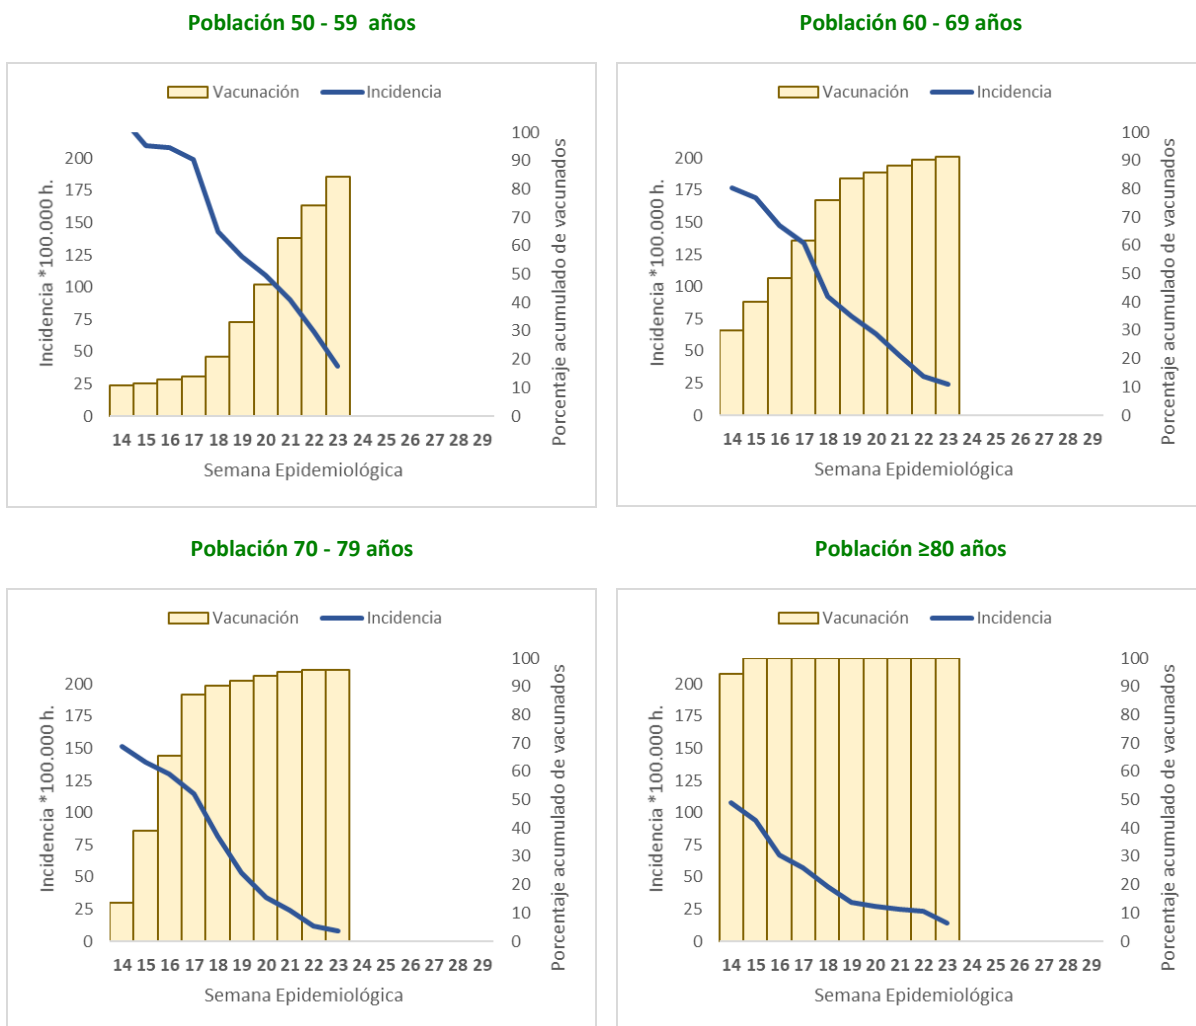 Población 50 - 59 años
Vacunación
Incidencia
Incidencia *100.000 h.
200
175
150
125
100
75
50
25
0
100
90
80
70
60
50
40
30
20
10
0
Porcentaje acumulado de vacunados
14 15 16 17 18 19 20 21 22 23 24 25 26 27 28 29
Semana Epidemiológica
Población 60 - 69 años
Vacunación
Incidencia
Incidencia *100.000 h.
200
175
150
125
100
75
50
25
0
100
90
80
70
60
50
40
30
20
10
0
Porcentaje acumulado de vacunados
14 15 16 17 18 19 20 21 22 23 24 25 26 27 28 29
Semana Epidemiológica
Población 70 - 79 años
Vacunación
Incidencia
Incidencia *100.000 h.
200
175
150
125
100
75
50
25
0
100
90
80
70
60
50
40
30
20
10
0
Porcentaje acumulado de vacunados
14 15 16 17 18 19 20 21 22 23 24 25 26 27 28 29
Semana Epidemiológica
Población ≥80 años
Vacunación
Incidencia
Incidencia *100.000 h.
200
175
150
125
100
75
50
25
0
100
90
80
70
60
50
40
30
20
10
0
Porcentaje acumulado de vacunados
14 15 16 17 18 19 20 21 22 23 24 25 26 27 28 29
Semana Epidemiológica